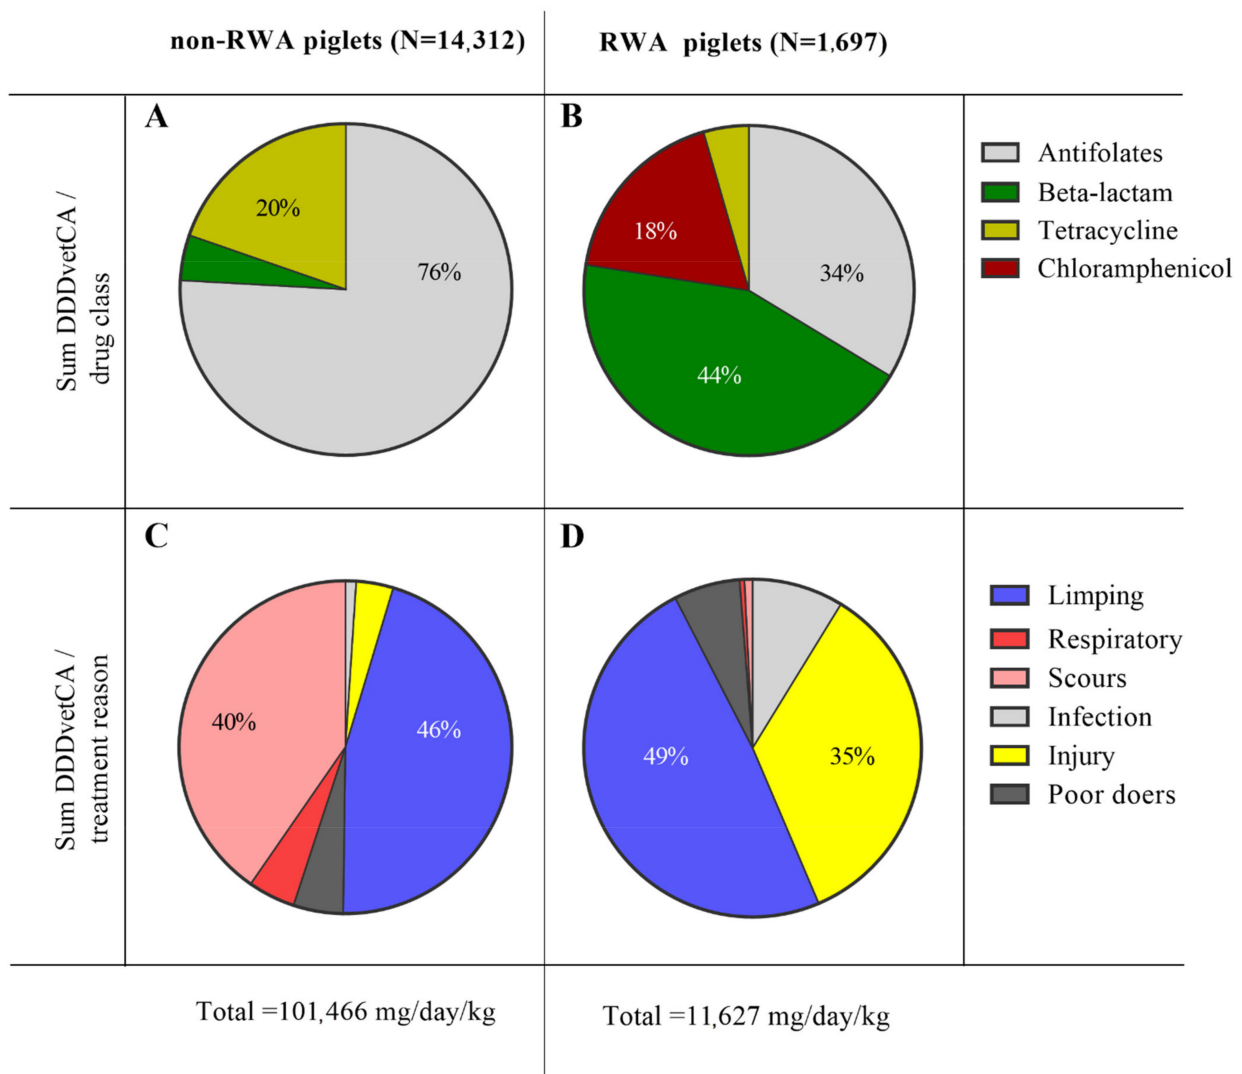 non-RWA piglets (N=14,312)
RWA piglets (N=1,697)
Sum DDDvetCA /
drug class
A
20%
76%
B
18%
34%
44%
Antifolates
Beta-lactam
Tetracycline
Chloramphenicol
Sum DDDvetCA /
treatment reason
C
40%
46%
D
49%
35%
Limping
Respiratory
Scours
Infection
Injury
Poor doers
Total =101,466 mg/day/kg
Total =11,627 mg/day/kg